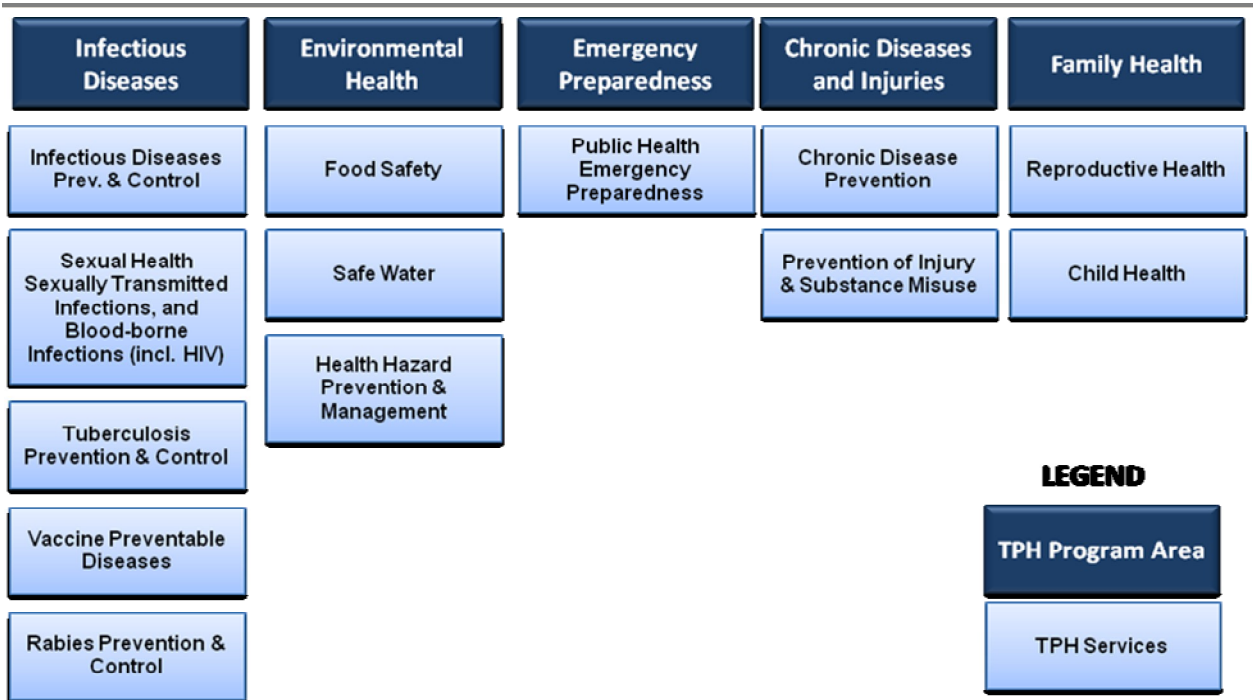 Infectious
Diseases
Environmental
Health
Emergency
Preparedness
Chronic Diseases
and Injuries
Family Health
Infectious Diseases
Prev. & Control
Food Safety
Public Health
Emergency
Preparedness
Chronic Disease
Prevention
Reproductive Health
Sexual Health
Sexually Transmitted
Infections, and
Blood-borne
Infections (incl. HIV)
Safe Water
Prevention of Injury
& Substance Misuse
Child Health
Health Hazard
Prevention &
Management
Tuberculosis
Prevention & Control
Vaccine Preventable
Diseases
Rabies Prevention &
Control
LEGEND
TPH Program Area
TPH Services